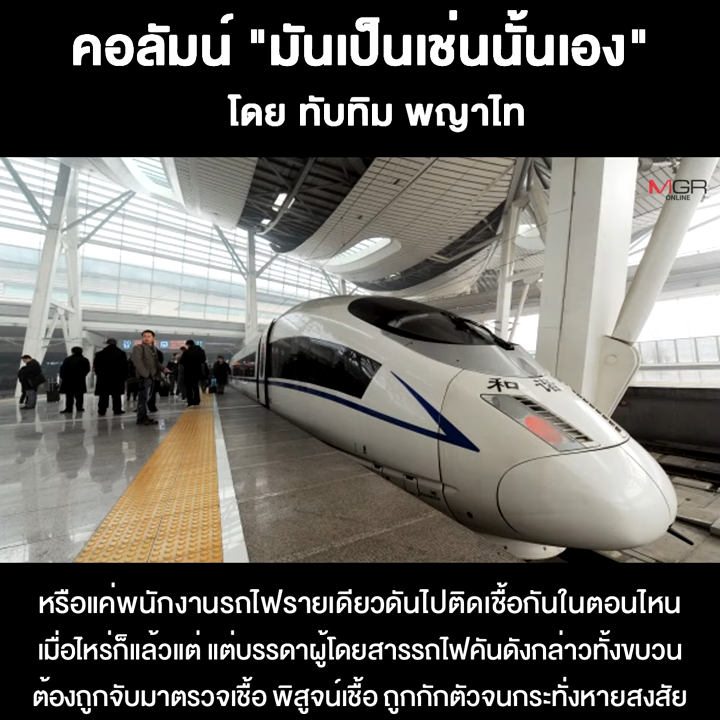 คอลัมน์ "มันเป็นเช่นนั้นเอง"
โดย ทับทิม พญาไท
MGR
ONLINE
和谐
หรือแค่พนักงานรถไฟรายเดียวดันไปติดเชื้อกันในตอนไหน
เมื่อไหร่ก็แล้วแต่ แต่บรรดาผู้โดยสารรถไฟคันดังกล่าวทั้งขบวน
ต้องถูกจับมาตรวจเชื้อ พิสูจน์เชื้อ ถูกกักตัวจนกระทั่งหายสงสัย